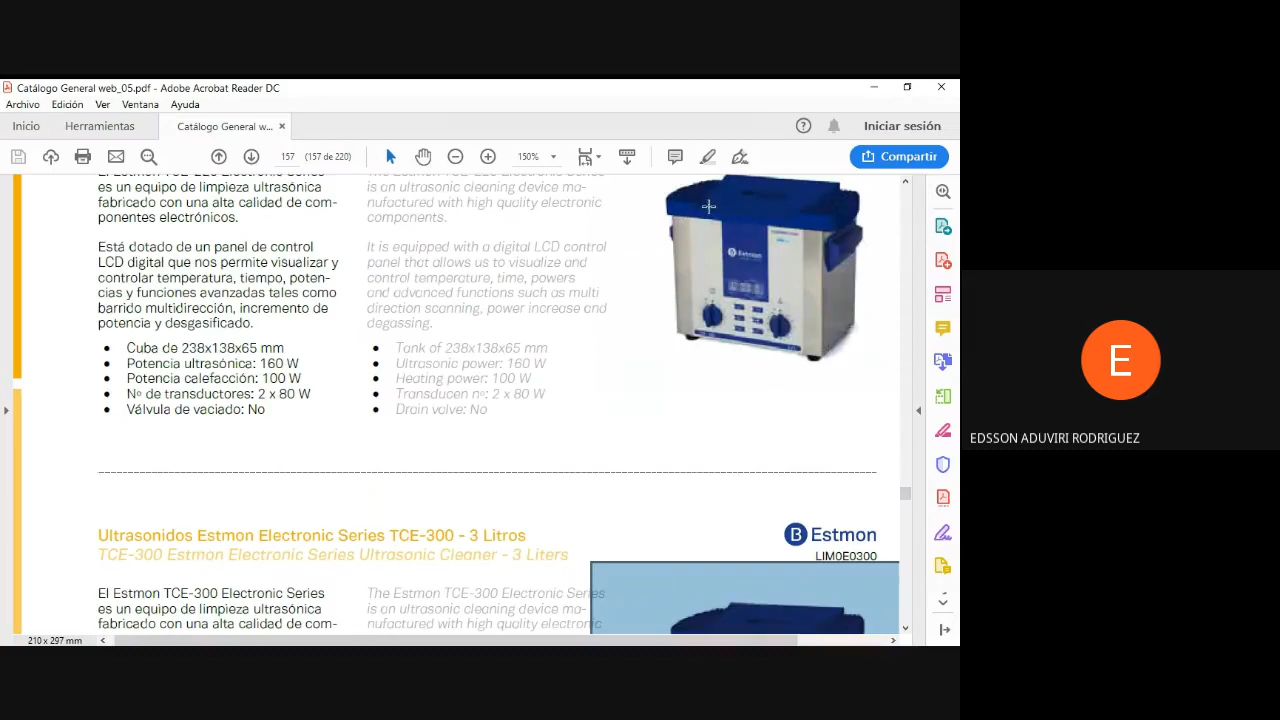 Catálogo General web_05.pdf - Adobe Acrobat Reader DC
Archivo Edición Ver Ventana Ayuda
Inicio Herramientas Catálogo General w... Iniciar sesión
157 (157 de 220) 150% Compartir
es un equipo de limpieza ultrasónica
fabricado con una alta calidad de com-
ponentes electrónicos.
Está dotado de un panel de control
LCD digital que nos permite visualizar y
controlar temperatura, tiempo, poten-
cias y funciones avanzadas tales como
barrido multidirección, incremento de
potencia y desgasificado.
• Cuba de 238x138x65 mm
• Potencia ultrasónica: 160 W
• Potencia calefacción: 100 W
• Nº de transductores: 2 x 80 W
• Válvula de vaciado: No
is an ultrasonic cleaning device ma-
nufactured with high quality electronic
components.
It is equipped with a digital LCD control
panel that allows us to visualize and
control temperature, time, powers
and advanced functions such as multi
direction scanning, power increase and
degassing.
• Tank of 238x138x65 mm
• Ultrasonic power: 160 W
• Heating power: 100 W
• Transducen nº: 2 x 80 W
• Drain valve: No
Estmon
Ultrasonidos Estmon Electronic Series TCE-300 - 3 Litros
TCE-300 Estmon Electronic Series Ultrasonic Cleaner - 3 Liters
B Estmon
LIM0E0300
El Estmon TCE-300 Electronic Series
es un equipo de limpieza ultrasónica
fabricado con una alta calidad de com-
The Estmon TCE-300 Electronic Series
is an ultrasonic cleaning device ma-
nufactured with high quality electronic
210 x 297 mm
E
EDSSON ADUVIRI RODRIGUEZ